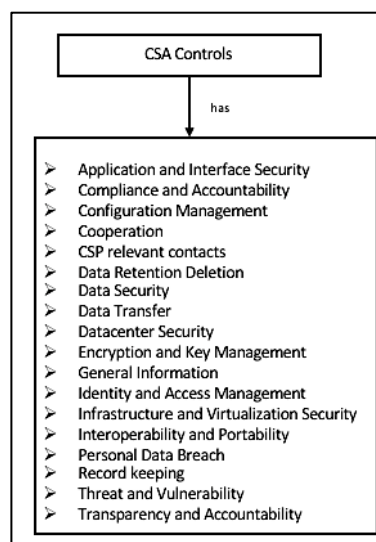 CSA Controls
has
➢ Application and Interface Security
➢ Compliance and Accountability
➢ Configuration Management
➢ Cooperation
➢ CSP relevant contacts
➢ Data Retention Deletion
➢ Data Security
➢ Data Transfer
➢ Datacenter Security
➢ Encryption and Key Management
➢ General Information
➢ Identity and Access Management
➢ Infrastructure and Virtualization Security
➢ Interoperability and Portability
➢ Personal Data Breach
➢ Record keeping
➢ Threat and Vulnerability
➢ Transparency and Accountability